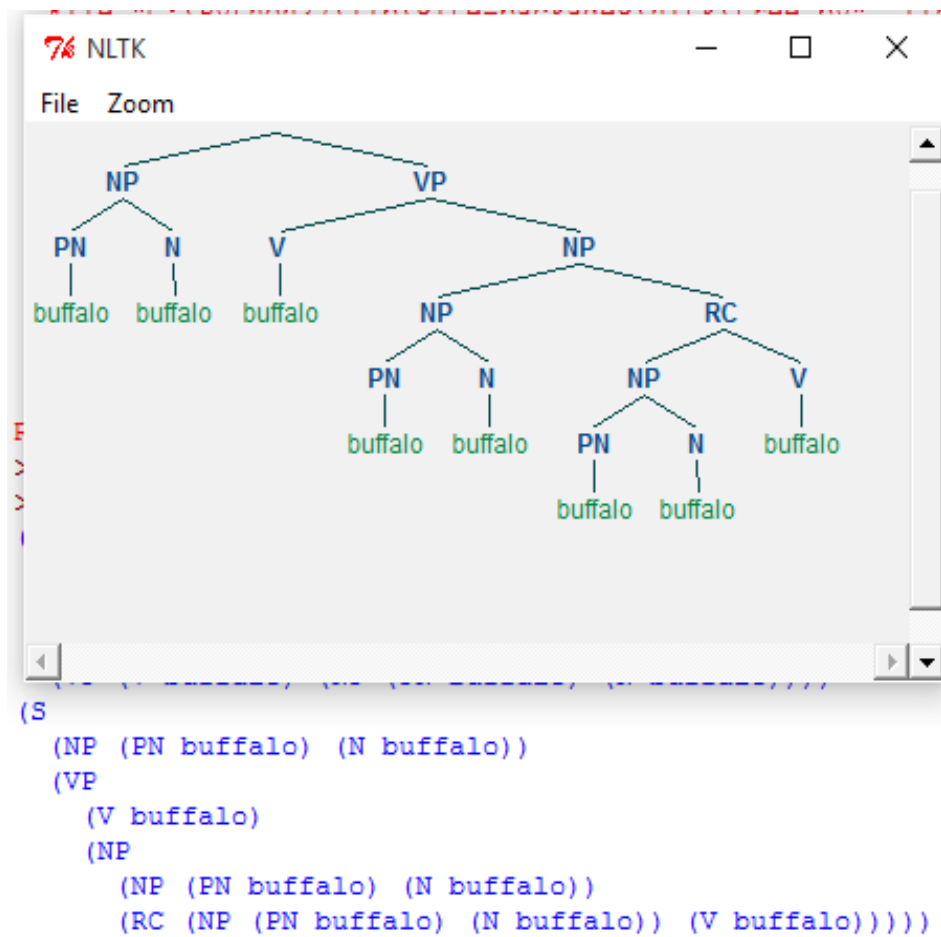 NLTK
File Zoom
NP VP
PN N V NP
buffalo buffalo buffalo NP RC
PN N NP V
buffalo buffalo PN N buffalo
buffalo buffalo
(S
(NP (PN buffalo) (N buffalo))
(VP
(V buffalo)
(NP
(NP (PN buffalo) (N buffalo))
(RC (NP (PN buffalo) (N buffalo)) (V buffalo)))))